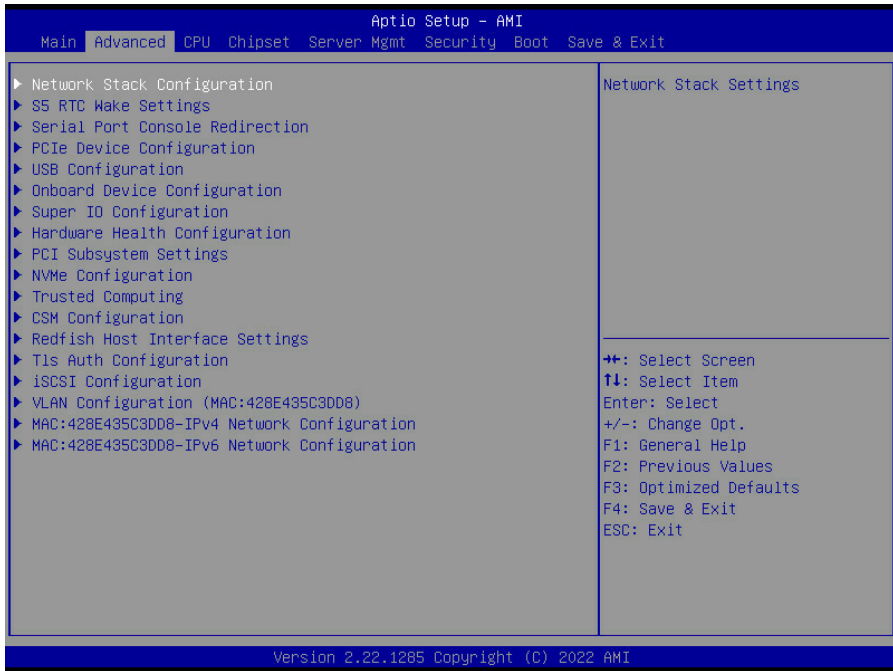 Aptio Setup – AMI
Main Advanced CPU Chipset Server Mgmt Security Boot Save & Exit
Network Stack Configuration
S5 RTC Wake Settings
Serial Port Console Redirection
PCIe Device Configuration
USB Configuration
Onboard Device Configuration
Super IO Configuration
Hardware Health Configuration
PCI Subsystem Settings
NVMe Configuration
Trusted Computing
CSM Configuration
Redfish Host Interface Settings
Tls Auth Configuration
iSCSI Configuration
VLAN Configuration (MAC:428E435C3DD8)
MAC:428E435C3DD8-IPv4 Network Configuration
MAC:428E435C3DD8-IPv6 Network Configuration
Network Stack Settings
→←: Select Screen
↑↓: Select Item
Enter: Select
+/-: Change Opt.
F1: General Help
F2: Previous Values
F3: Optimized Defaults
F4: Save & Exit
ESC: Exit
Version 2.22.1285 Copyright (C) 2022 AMI